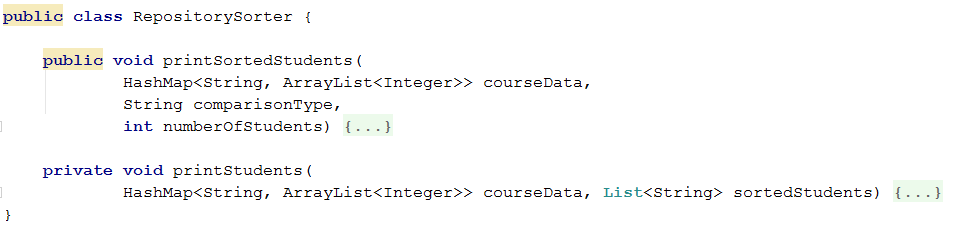 public class RepositorySorter {
public void printSortedStudents(
HashMap<String, ArrayList<Integer>> courseData,
String comparisonType,
int numberOfStudents) {...}
private void printStudents(
HashMap<String, ArrayList<Integer>> courseData, List<String> sortedStudents) {...}
}